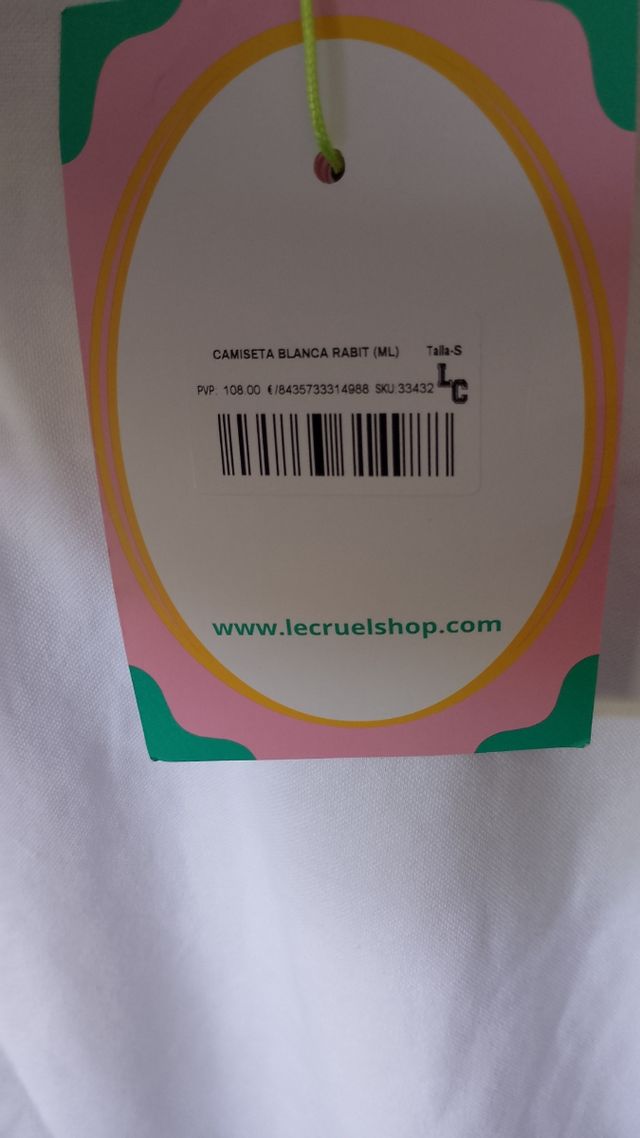 CAMISETA BLANCA RABIT (ML) Talla-S
PVP: 108.00 €/8435733314988 SKU:33432
LC
www.lecruelshop.com